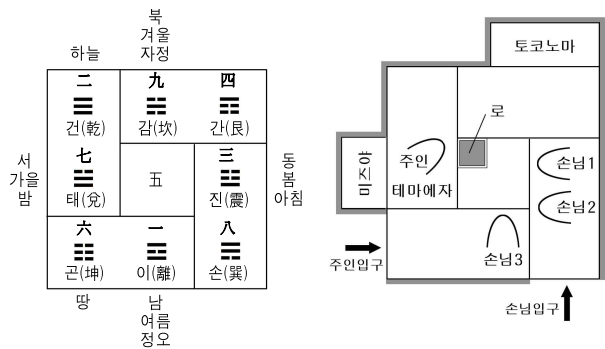 북
겨울
자정
하늘
二
건(乾)
九
감(坎)
四
간(艮)
서
가을
밤
七
태(兌)
五
三
진(震)
동
봄
아침
六
곤(坤)
一
이(離)
八
손(巽)
땅
남
여름
정오
토코노마
로
미즈야
주인
테마에자
손님1
손님2
손님3
주인입구
손님입구